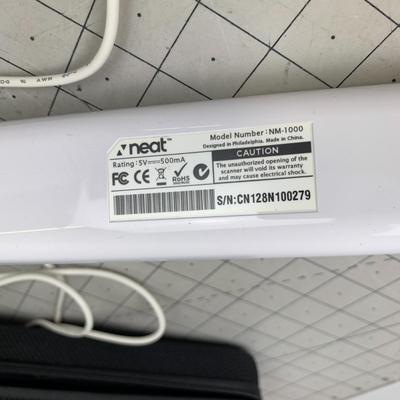 neat™
Model Number : NM-1000
Designed in Philadelphia. Made in China.
Rating : 5V⎓500mA
CAUTION
The unauthorized opening of the
scanner will void its warranty
and may cause electrical shock.
FC CE RoHS
S/N:CN128N100279
AWM